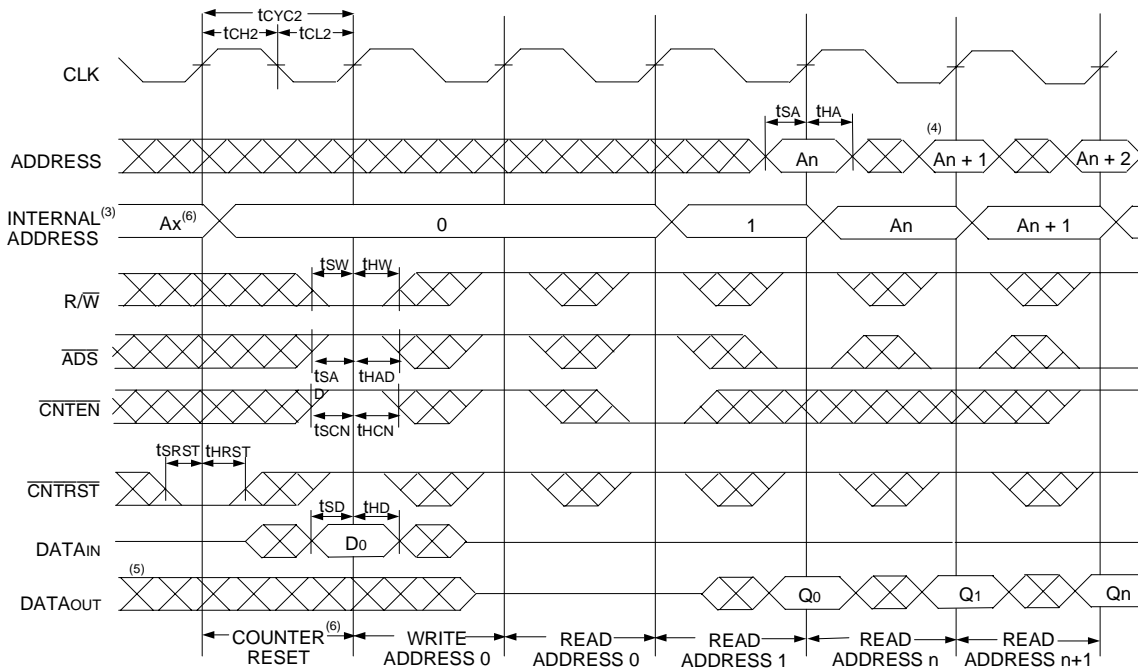 tCYC2
tCH2 tCL2
CLK
tSA tHA
(4)
ADDRESS An An + 1 An + 2
INTERNAL(3)
ADDRESS
Ax(6) 0 1 An An + 1
tSW tHW
R/W
ADS
tSA
D
tHAD
CNTEN
tSCN tHCN
tSRST tHRST
CNTRST
tSD tHD
DATAIN D0
(5)
DATAOUT Q0 Q1 Qn
COUNTER(6)
RESET
WRITE
ADDRESS 0
READ
ADDRESS 0
READ
ADDRESS 1
READ
ADDRESS n
READ
ADDRESS n+1